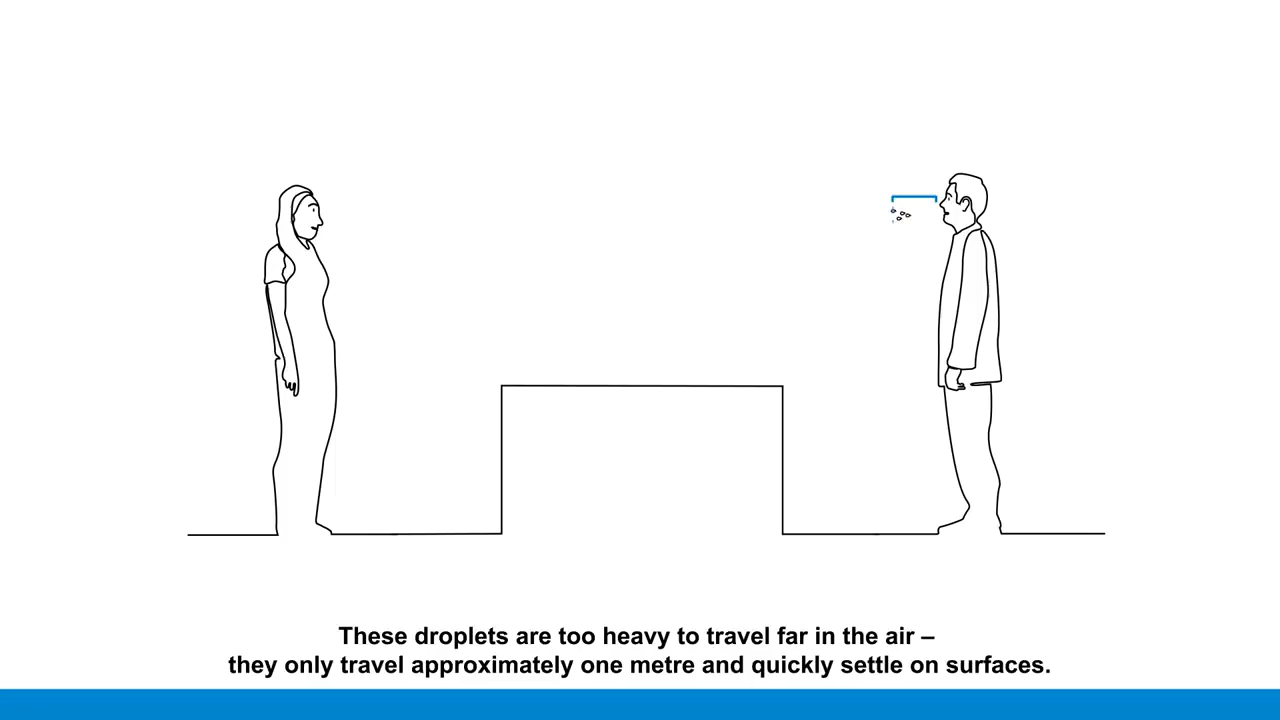 These droplets are too heavy to travel far in the air –
they only travel approximately one metre and quickly settle on surfaces.